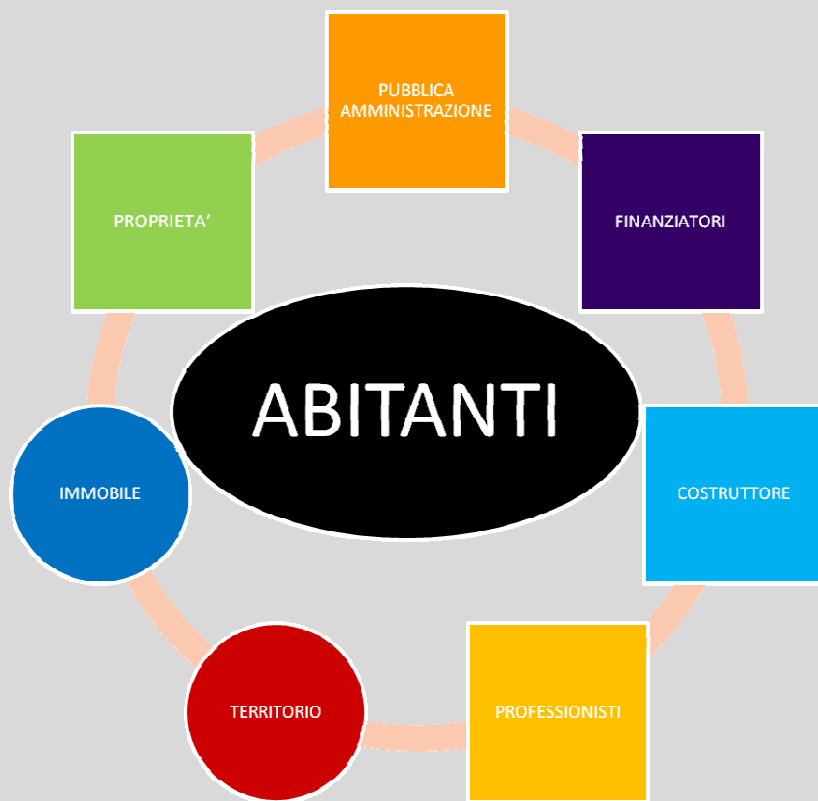 PUBBLICA
AMMINISTRAZIONE
PROPRIETA’
FINANZIATORI
ABITANTI
IMMOBILE
COSTRUTTORE
TERRITORIO
PROFESSIONISTI